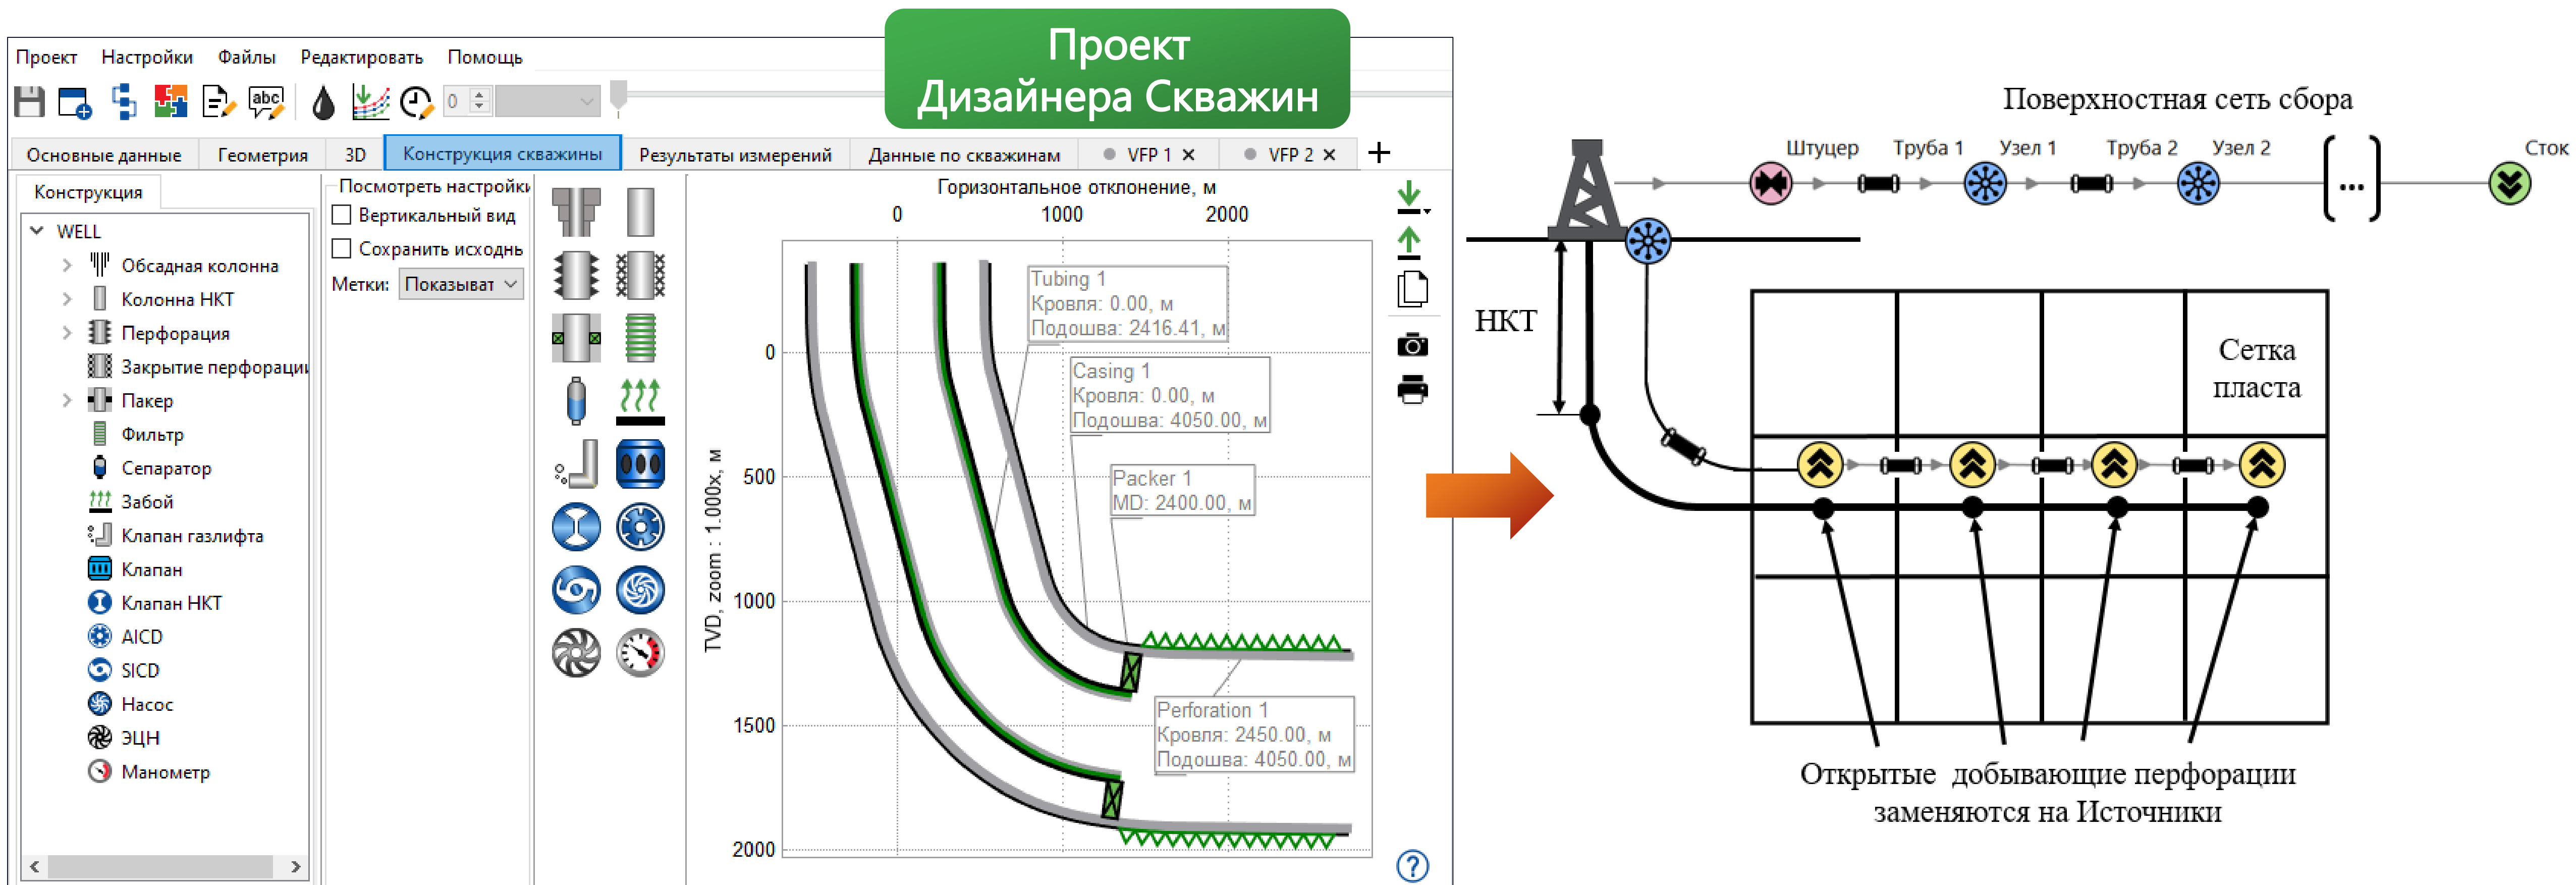 Проект
Дизайнера Скважин
Проект Настройки Файлы Редактировать Помощь
abc
0
Основные данные Геометрия 3D Конструкция скважины Результаты измерений Данные по скважинам VFP 1 VFP 2
Конструкция
WELL
Обсадная колонна
Колонна НКТ
Перфорация
Закрытие перфорации
Пакер
Фильтр
Сепаратор
Забой
Клапан газлифта
Клапан
Клапан НКТ
AICD
SICD
Насос
ЭЦН
Манометр
Посмотреть настройки
Вертикальный вид
Сохранить исходнь
Метки: Показыват
Горизонтальное отклонение, м
0 1000 2000
TVD, zoom : 1.000x, м
0
500
1000
1500
2000
Tubing 1
Кровля: 0.00, м
Подошва: 2416.41, м
Casing 1
Кровля: 0.00, м
Подошва: 4050.00, м
Packer 1
MD: 2400.00, м
Perforation 1
Кровля: 2450.00, м
Подошва: 4050.00, м
?
Поверхностная сеть сбора
Штуцер Труба 1 Узел 1 Труба 2 Узел 2 Сток
...
НКТ
Сетка
пласта
Открытые добывающие перфорации
заменяются на Источники